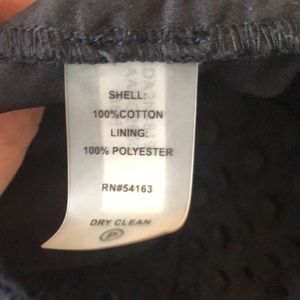 SHELL:
100%COTTON
LINING:
100% POLYESTER
RN#54163
DRY CLEAN
P